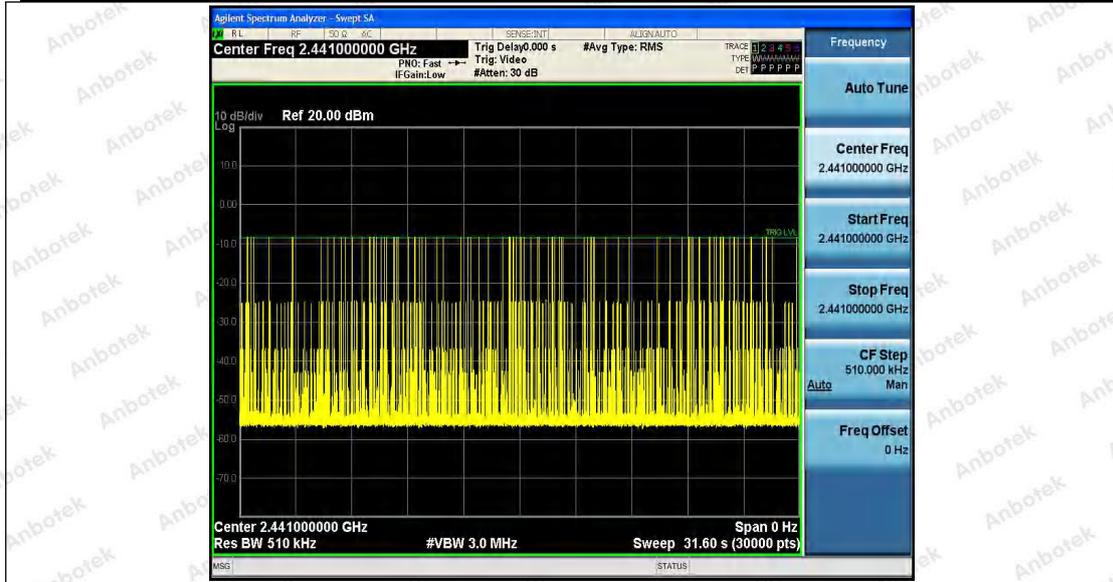 Agilent Spectrum Analyzer - Swept SA
RL RF 50 Ω AC SENSE:INT ALIGN AUTO
Center Freq 2.441000000 GHz
PNO: Fast
IFGain:Low
Trig Delay0.000 s
Trig: Video
#Atten: 30 dB
#Avg Type: RMS
TRACE 1 2 3 4 5 6
TYPE
DET P P P P P P
10 dB/div
Log
Ref 20.00 dBm
10.0
0.00
-10.0
-20.0
-30.0
-40.0
-50.0
-60.0
-70.0
TRIG LVL
Center 2.441000000 GHz
Span 0 Hz
Res BW 510 kHz
#VBW 3.0 MHz
Sweep 31.60 s (30000 pts)
MSG
STATUS
Frequency
Auto Tune
Center Freq
2.441000000 GHz
Start Freq
2.441000000 GHz
Stop Freq
2.441000000 GHz
CF Step
510.000 kHz
Auto Man
Freq Offset
0 Hz
Anbotek